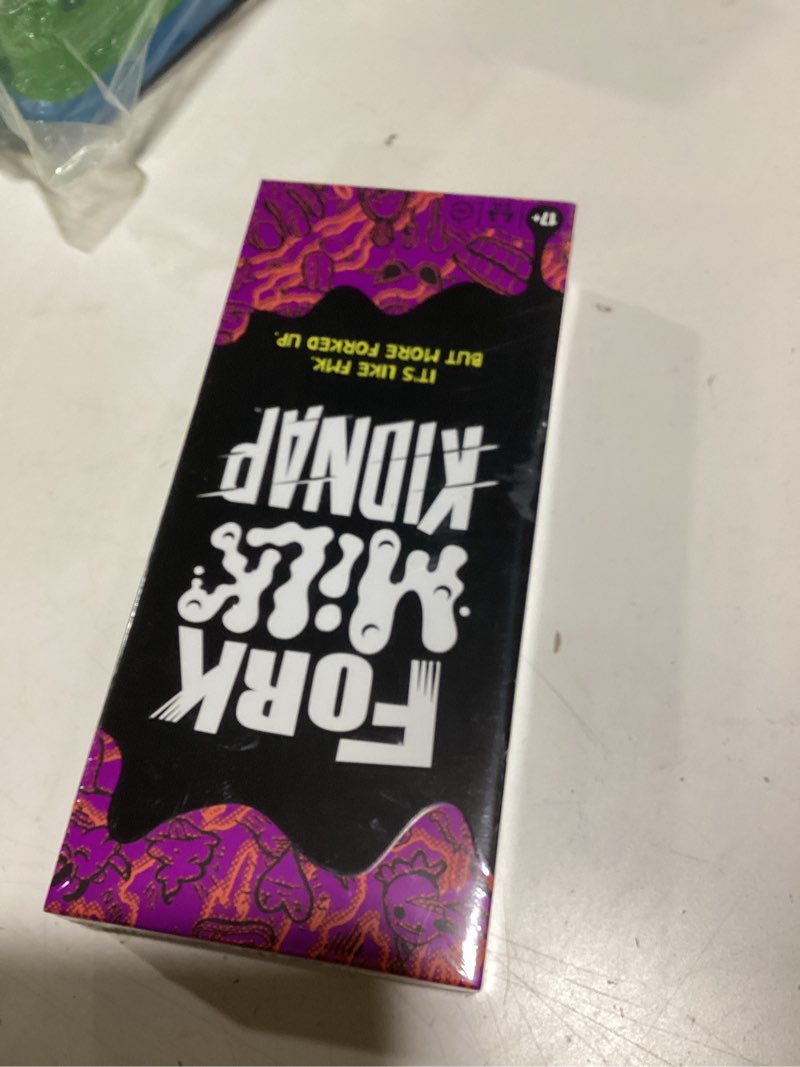 FORK
MILK
KIDNAP
IT'S LIKE FMK.
BUT MORE FORKED UP.
17+